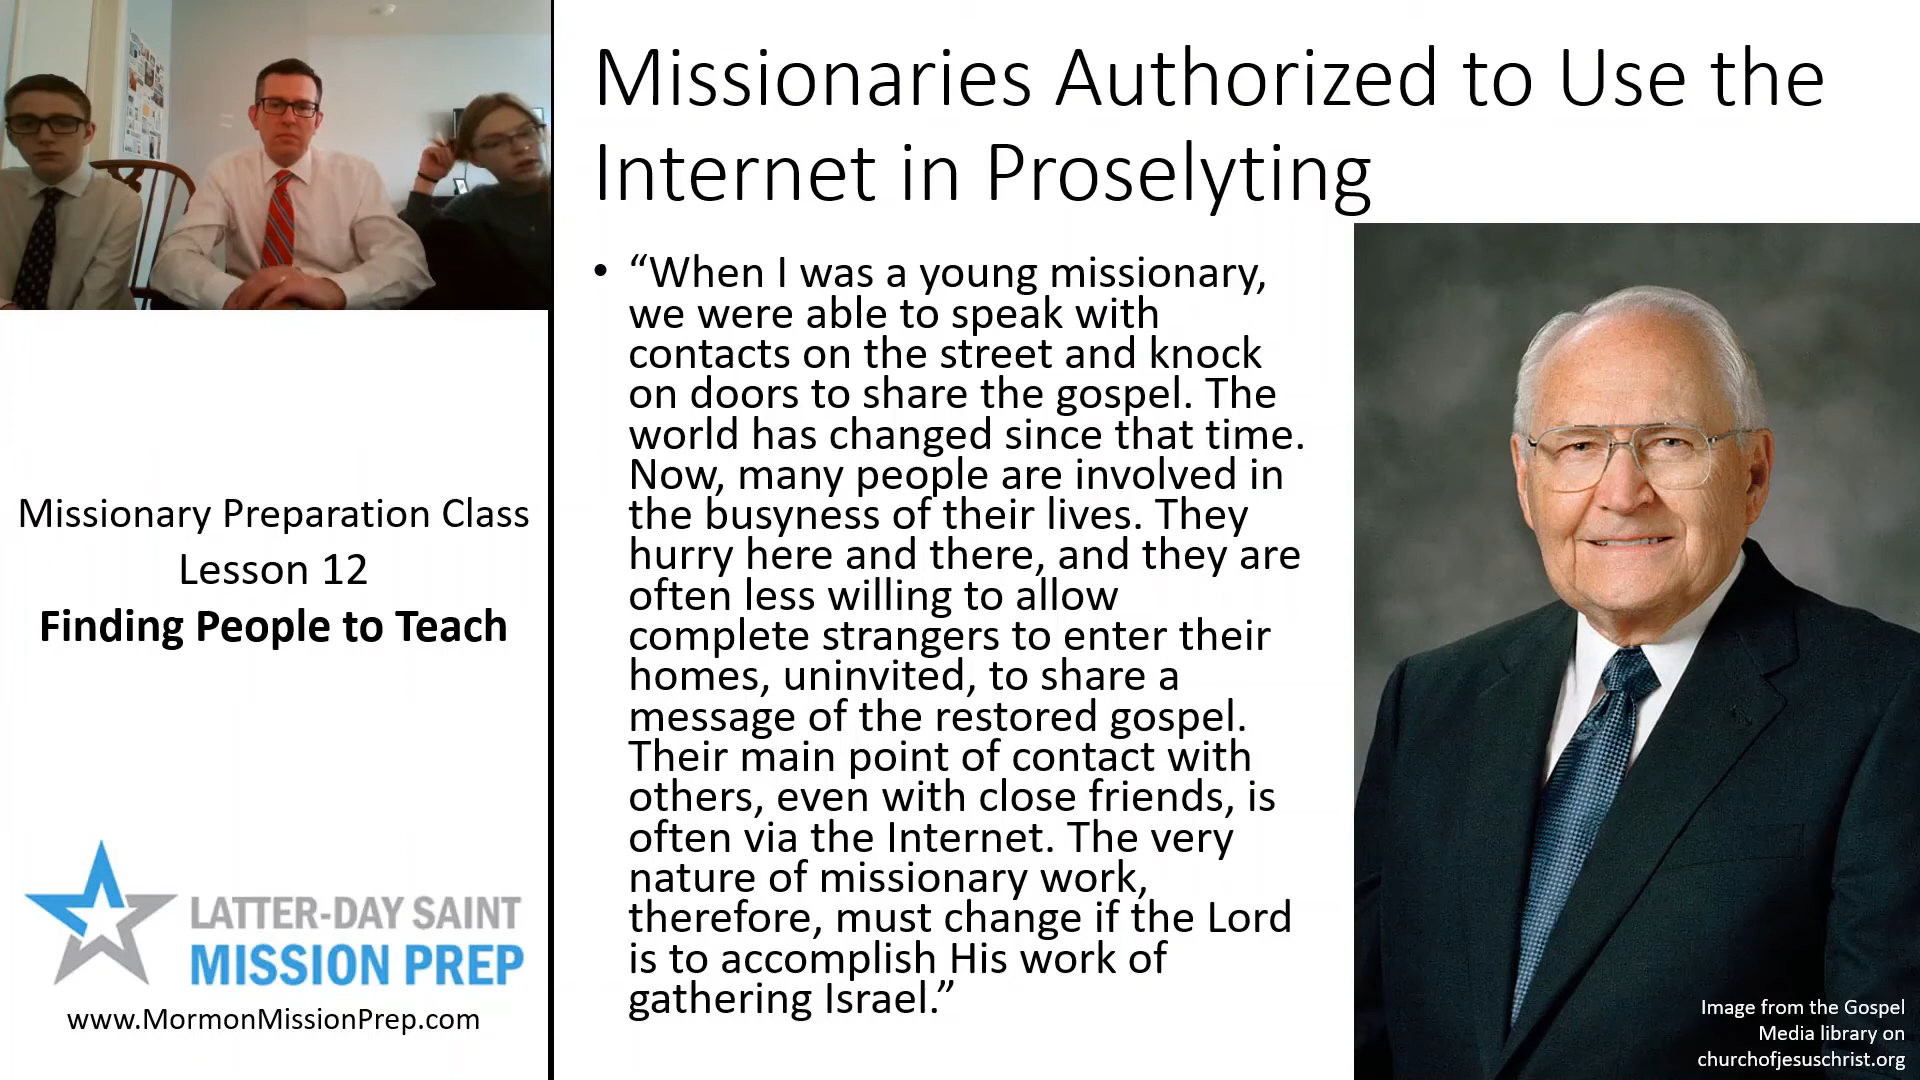 Missionaries Authorized to Use the
Internet in Proselyting
• “When I was a young missionary,
we were able to speak with
contacts on the street and knock
on doors to share the gospel. The
world has changed since that time.
Now, many people are involved in
the busyness of their lives. They
hurry here and there, and they are
often less willing to allow
complete strangers to enter their
homes, uninvited, to share a
message of the restored gospel.
Their main point of contact with
others, even with close friends, is
often via the Internet. The very
nature of missionary work,
therefore, must change if the Lord
is to accomplish His work of
gathering Israel.”
Missionary Preparation Class
Lesson 12
Finding People to Teach
LATTER-DAY SAINT
MISSION PREP
www.MormonMissionPrep.com
Image from the Gospel
Media library on
churchofjesuschrist.org